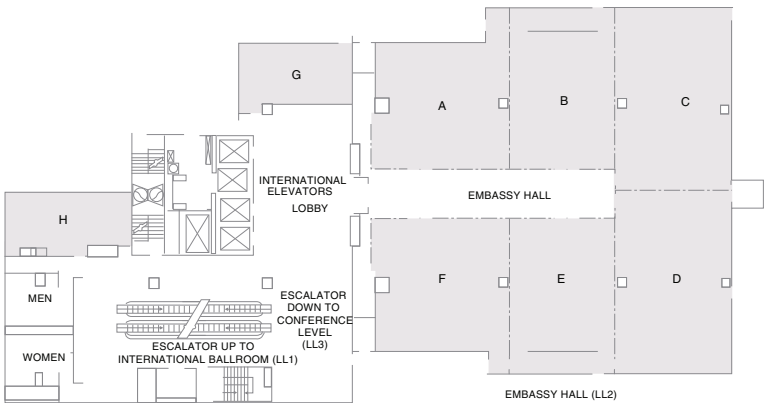 G
A
B
C
INTERNATIONAL
ELEVATORS
LOBBY
EMBASSY HALL
H
F
E
D
MEN
ESCALATOR
DOWN TO
CONFERENCE
LEVEL
(LL3)
WOMEN
ESCALATOR UP TO
INTERNATIONAL BALLROOM (LL1)
EMBASSY HALL (LL2)